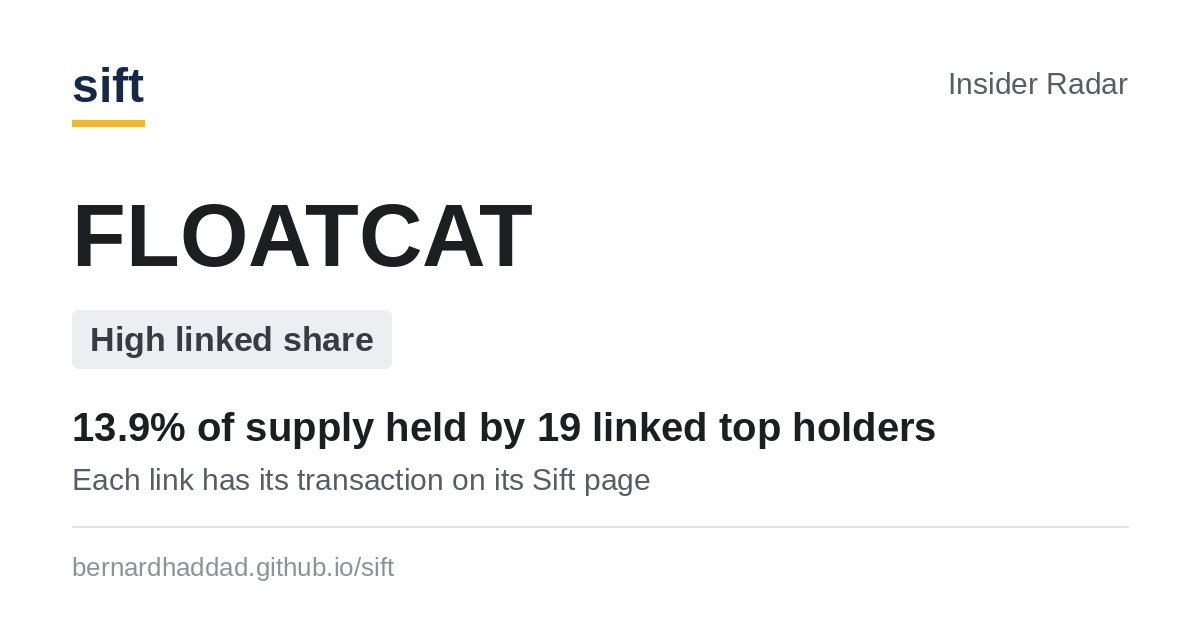 sift
Insider Radar
FLOATCAT
High linked share
13.9% of supply held by 19 linked top holders
Each link has its transaction on its Sift page
bernardhaddad.github.io/sift